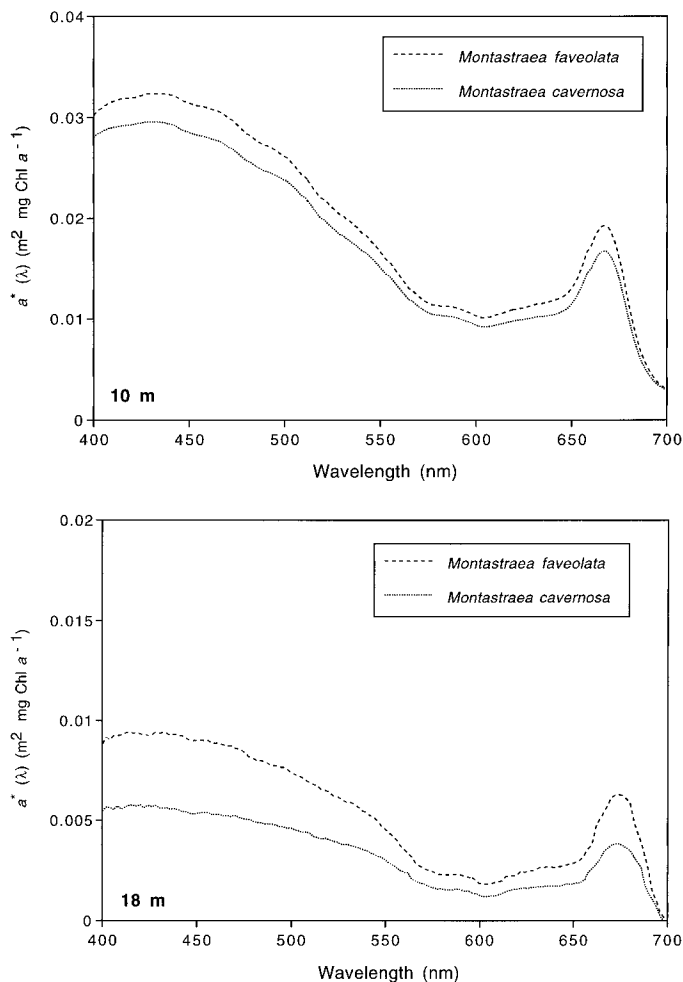 0.04
0.03
0.02
0.01
0
a* (λ) (m² mg Chl a⁻¹)
Montastraea faveolata
Montastraea cavernosa
10 m
400 450 500 550 600 650 700
Wavelength (nm)
0.02
0.015
0.01
0.005
0
a* (λ) (m² mg Chl a⁻¹)
Montastraea faveolata
Montastraea cavernosa
18 m
400 450 500 550 600 650 700
Wavelength (nm)